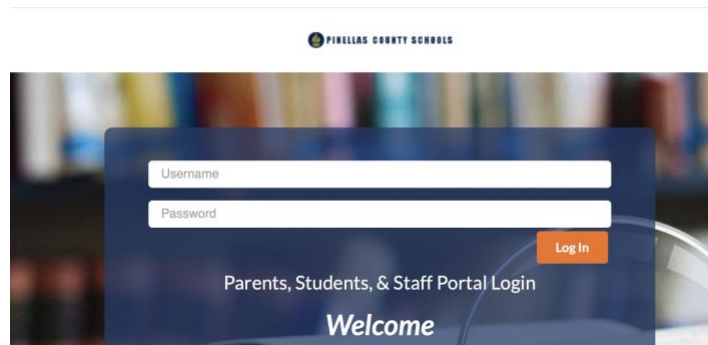 PINELLAS COUNTY SCHOOLS
Username
Password
Log In
Parents, Students, & Staff Portal Login
Welcome